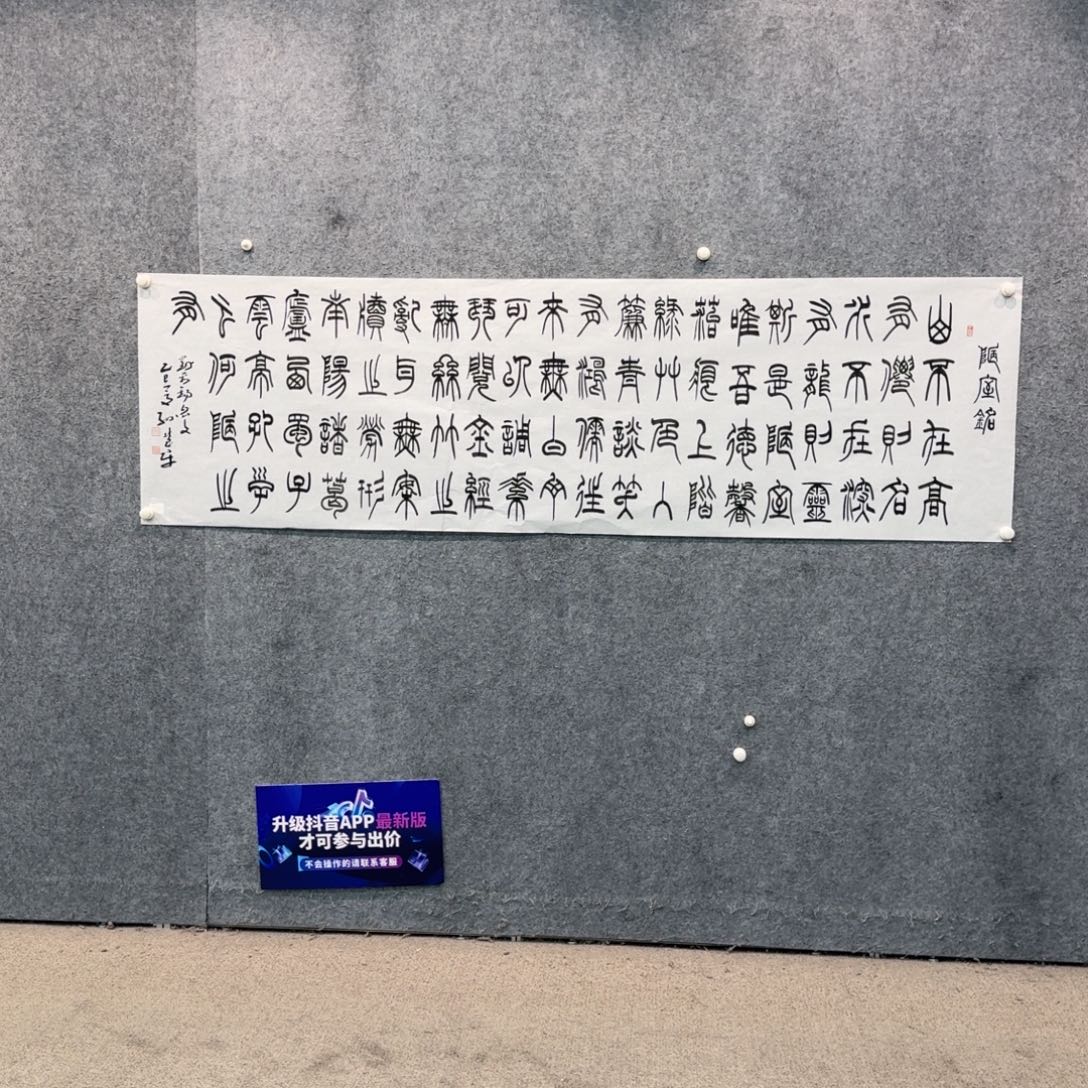 陋室銘
山不在高
有僊則名
水不在深
有龍則靈
斯是陋室
唯吾德馨
苔痕上階
綠艸色入
簾青談笑
有鴻儒往
來無白丁
可以調素
琴閱金經
無絲竹之
亂耳無案
牘之勞形
南陽諸葛
廬西蜀子
雲亭孔子
云何陋之
有
乙巳
升级抖音APP最新版
才可参与出价
不会操作的请联系客服